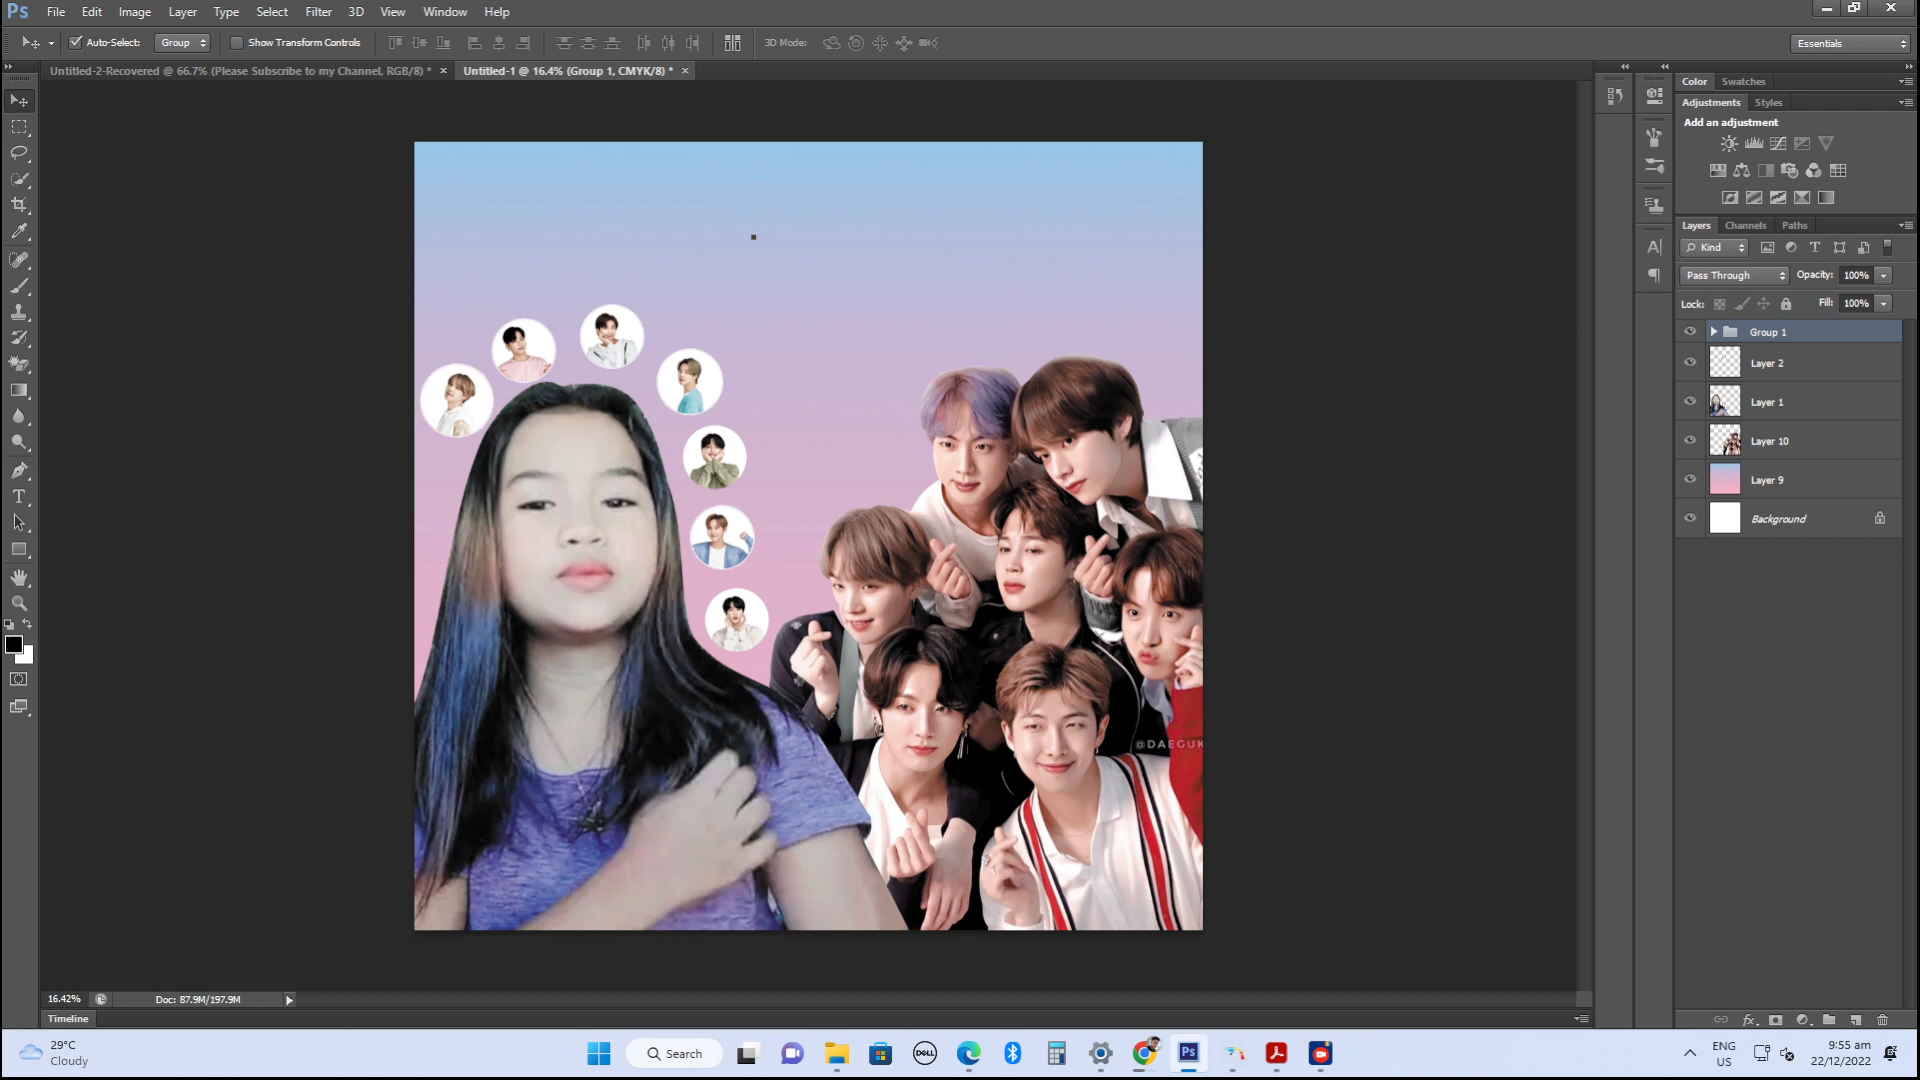 Ps File Edit Image Layer Type Select Filter 3D View Window Help
Auto-Select: Group Show Transform Controls 3D Mode: Essentials
Untitled-2-Recovered @ 66.7% (Please Subscribe to my Channel, RGB/8) * × Untitled-1 @ 16.4% (Group 1, CMYK/8) * ×
Color Swatches
Adjustments Styles
Add an adjustment
Layers Channels Paths
Kind
Pass Through Opacity: 100%
Lock: Fill: 100%
Group 1
Layer 2
Layer 1
Layer 10
Layer 9
Background
@DAEGUK
16.42% Doc: 87.9M/197.9M
Timeline
29°C
Cloudy
Search
DELL
Ps
ENG
US
9:55 am
22/12/2022